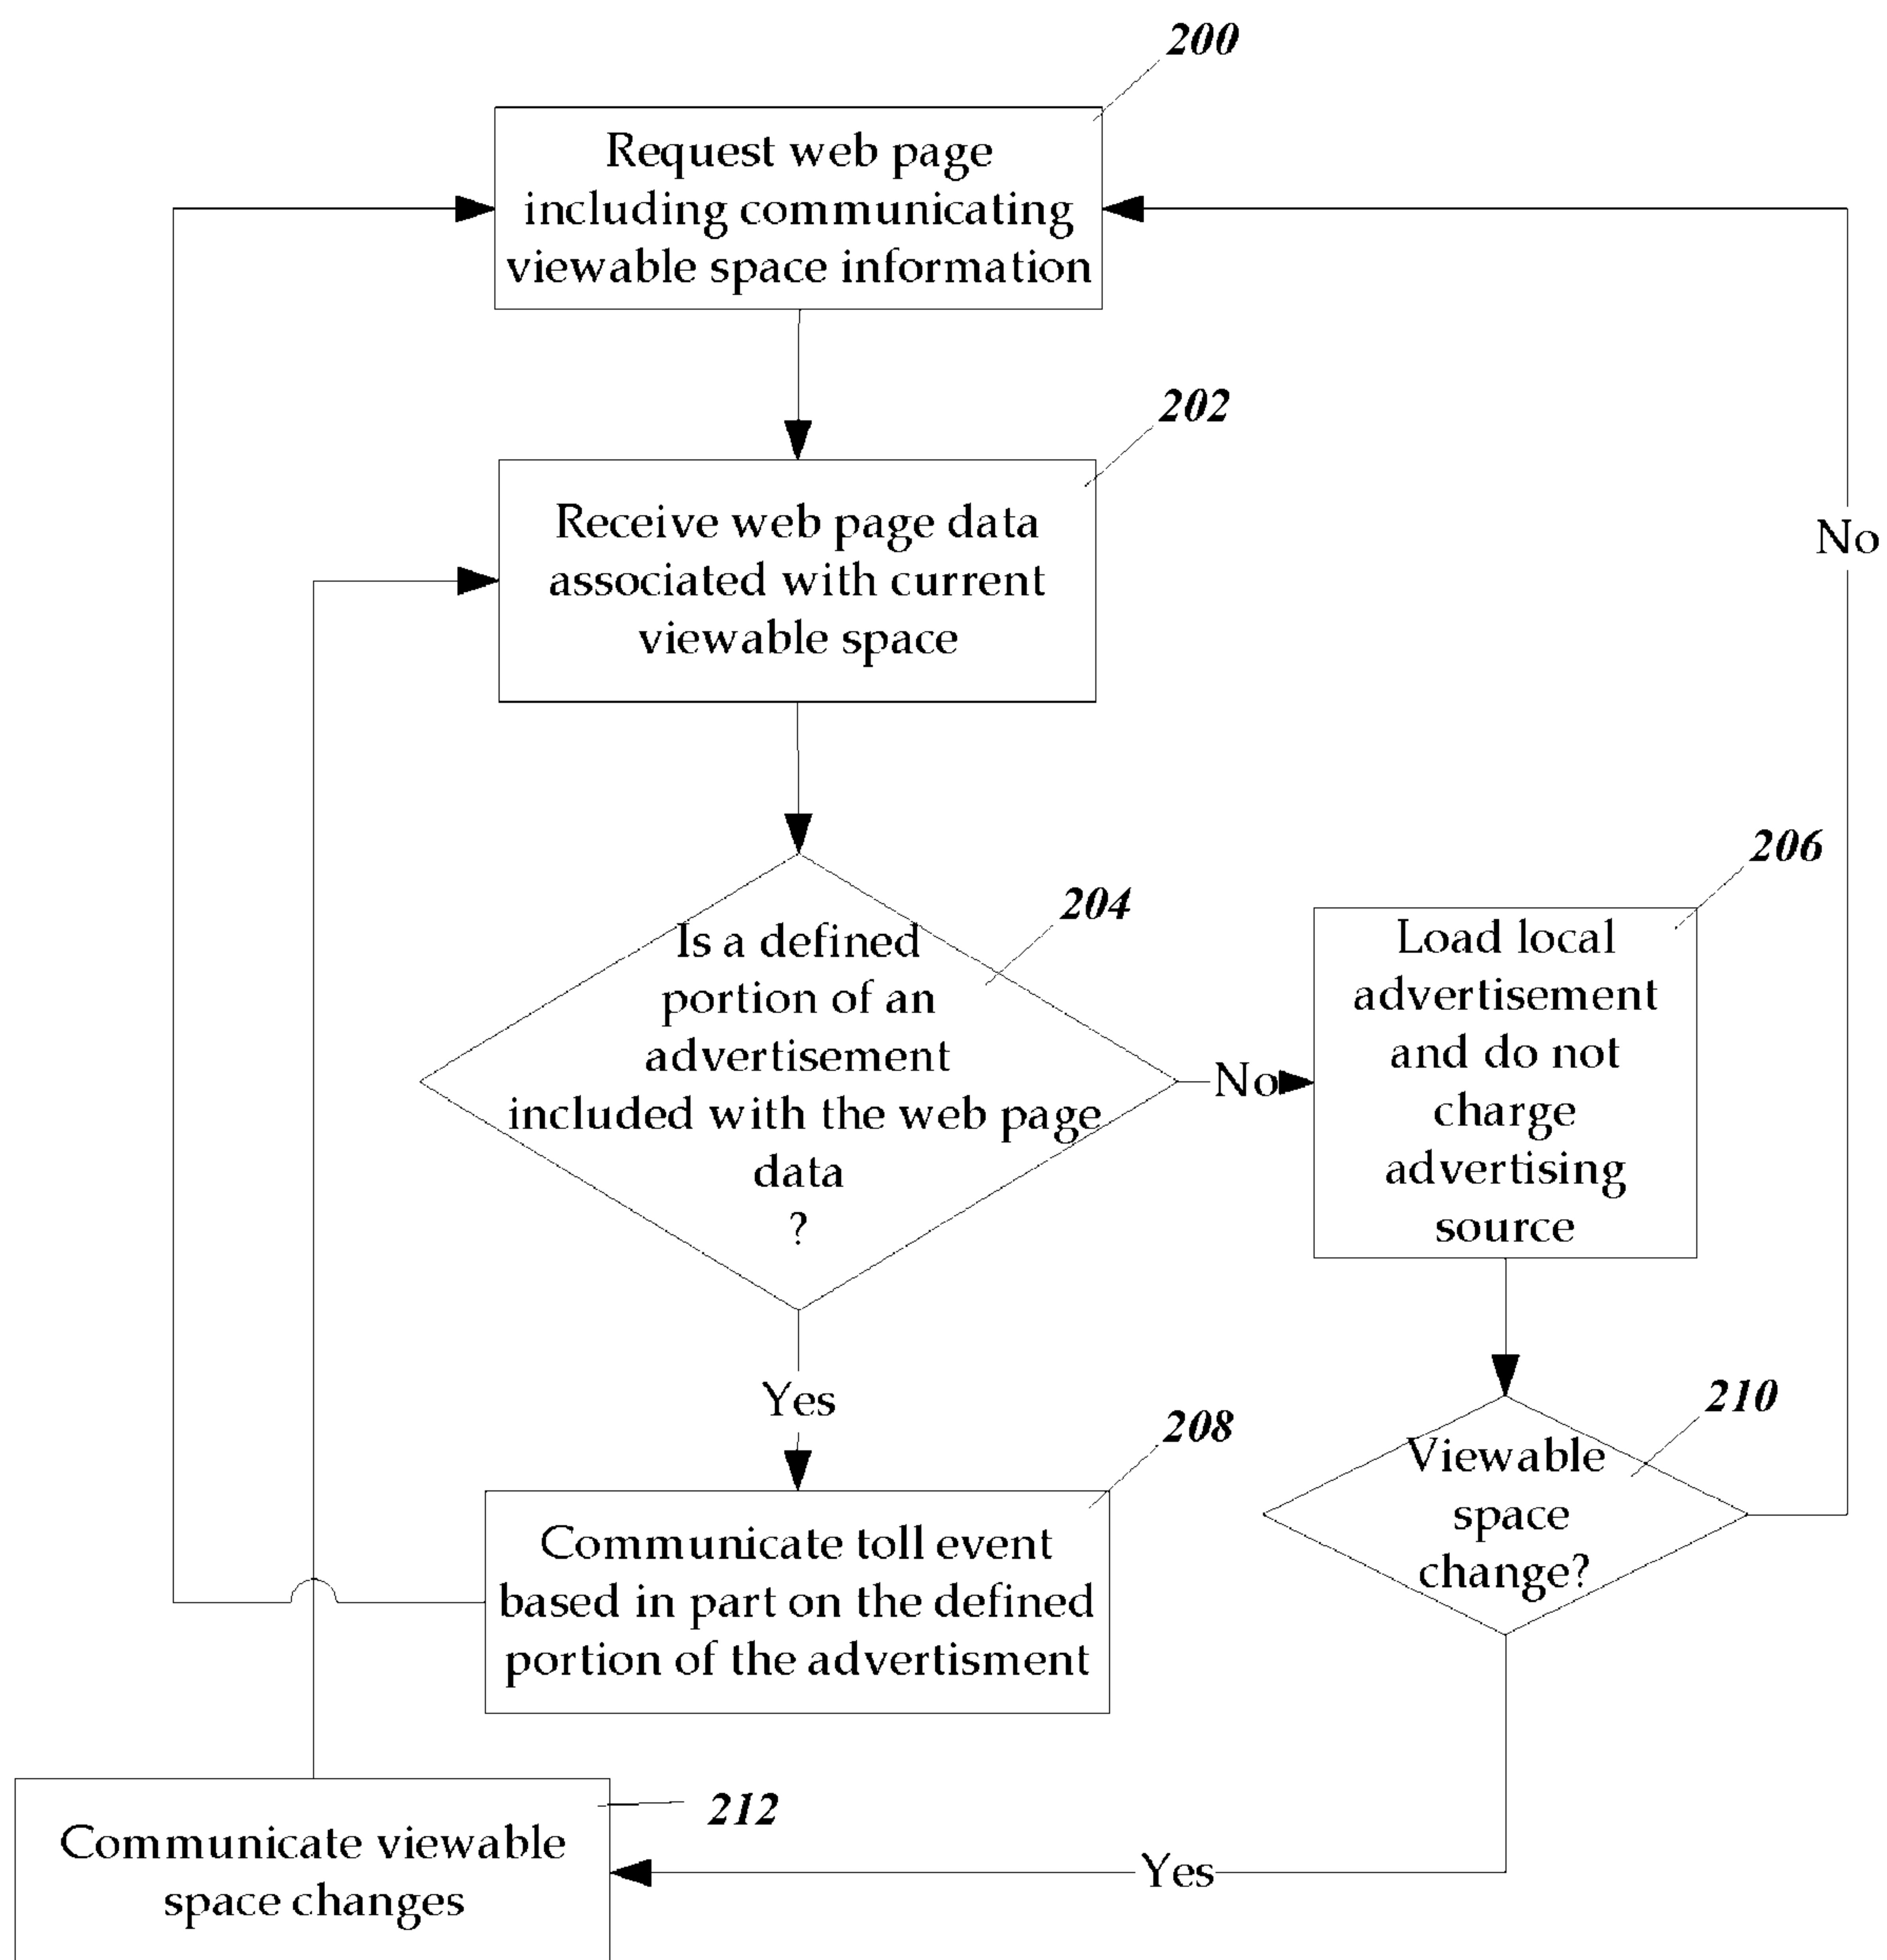 200
Request web page
including communicating
viewable space information
202
Receive web page data
associated with current
viewable space
No
204
Is a defined
portion of an
advertisement
included with the web page
data
?
No
206
Load local
advertisement
and do not
charge
advertising
source
Yes
208
Communicate toll event
based in part on the defined
portion of the advertisment
210
Viewable
space
change?
Yes
212
Communicate viewable
space changes